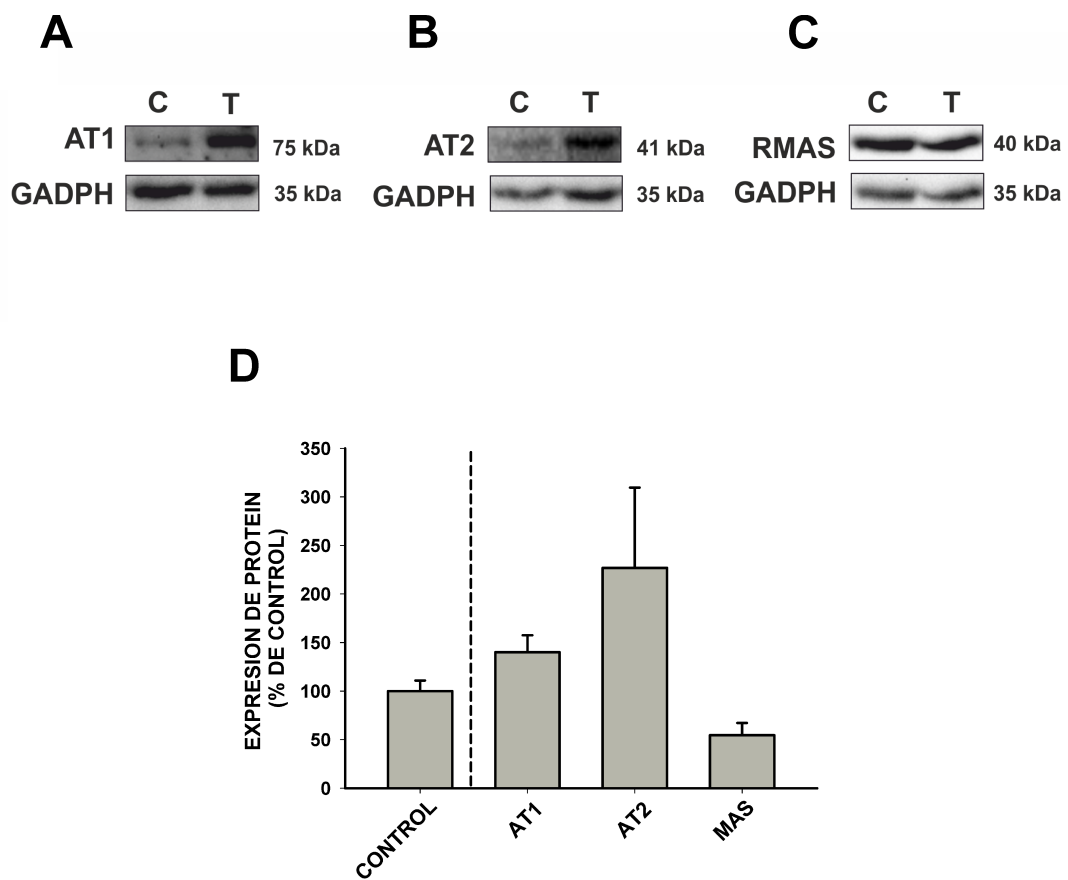 A
B
C
C T
AT1
75 kDa
GADPH
35 kDa
C T
AT2
41 kDa
GADPH
35 kDa
C T
RMAS
40 kDa
GADPH
35 kDa
D
EXPRESION DE PROTEIN
(% DE CONTROL)
350
300
250
200
150
100
50
0
CONTROL
AT1
AT2
MAS